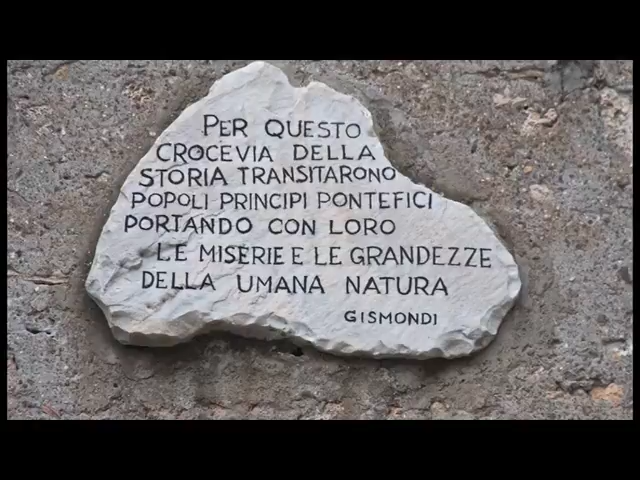 PER QUESTO
CROCEVIA DELLA
STORIA TRANSITARONO
POPOLI PRINCIPI PONTEFICI
PORTANDO CON LORO
LE MISERIE E LE GRANDEZZE
DELLA UMANA NATURA
GISMONDI